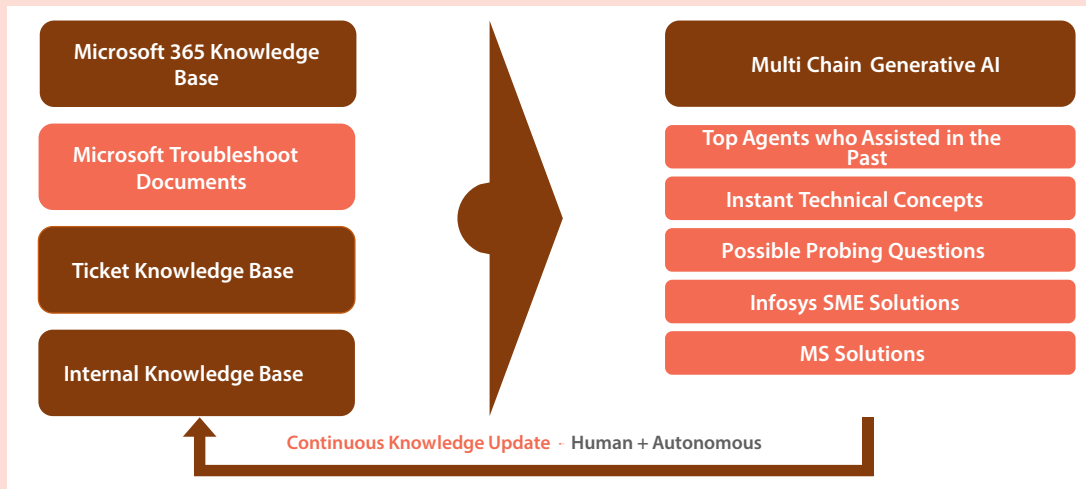 Microsoft 365 Knowledge
Base
Microsoft Troubleshoot
Documents
Ticket Knowledge Base
Internal Knowledge Base
Multi Chain Generative AI
Top Agents who Assisted in the
Past
Instant Technical Concepts
Possible Probing Questions
Infosys SME Solutions
MS Solutions
Continuous Knowledge Update - Human + Autonomous